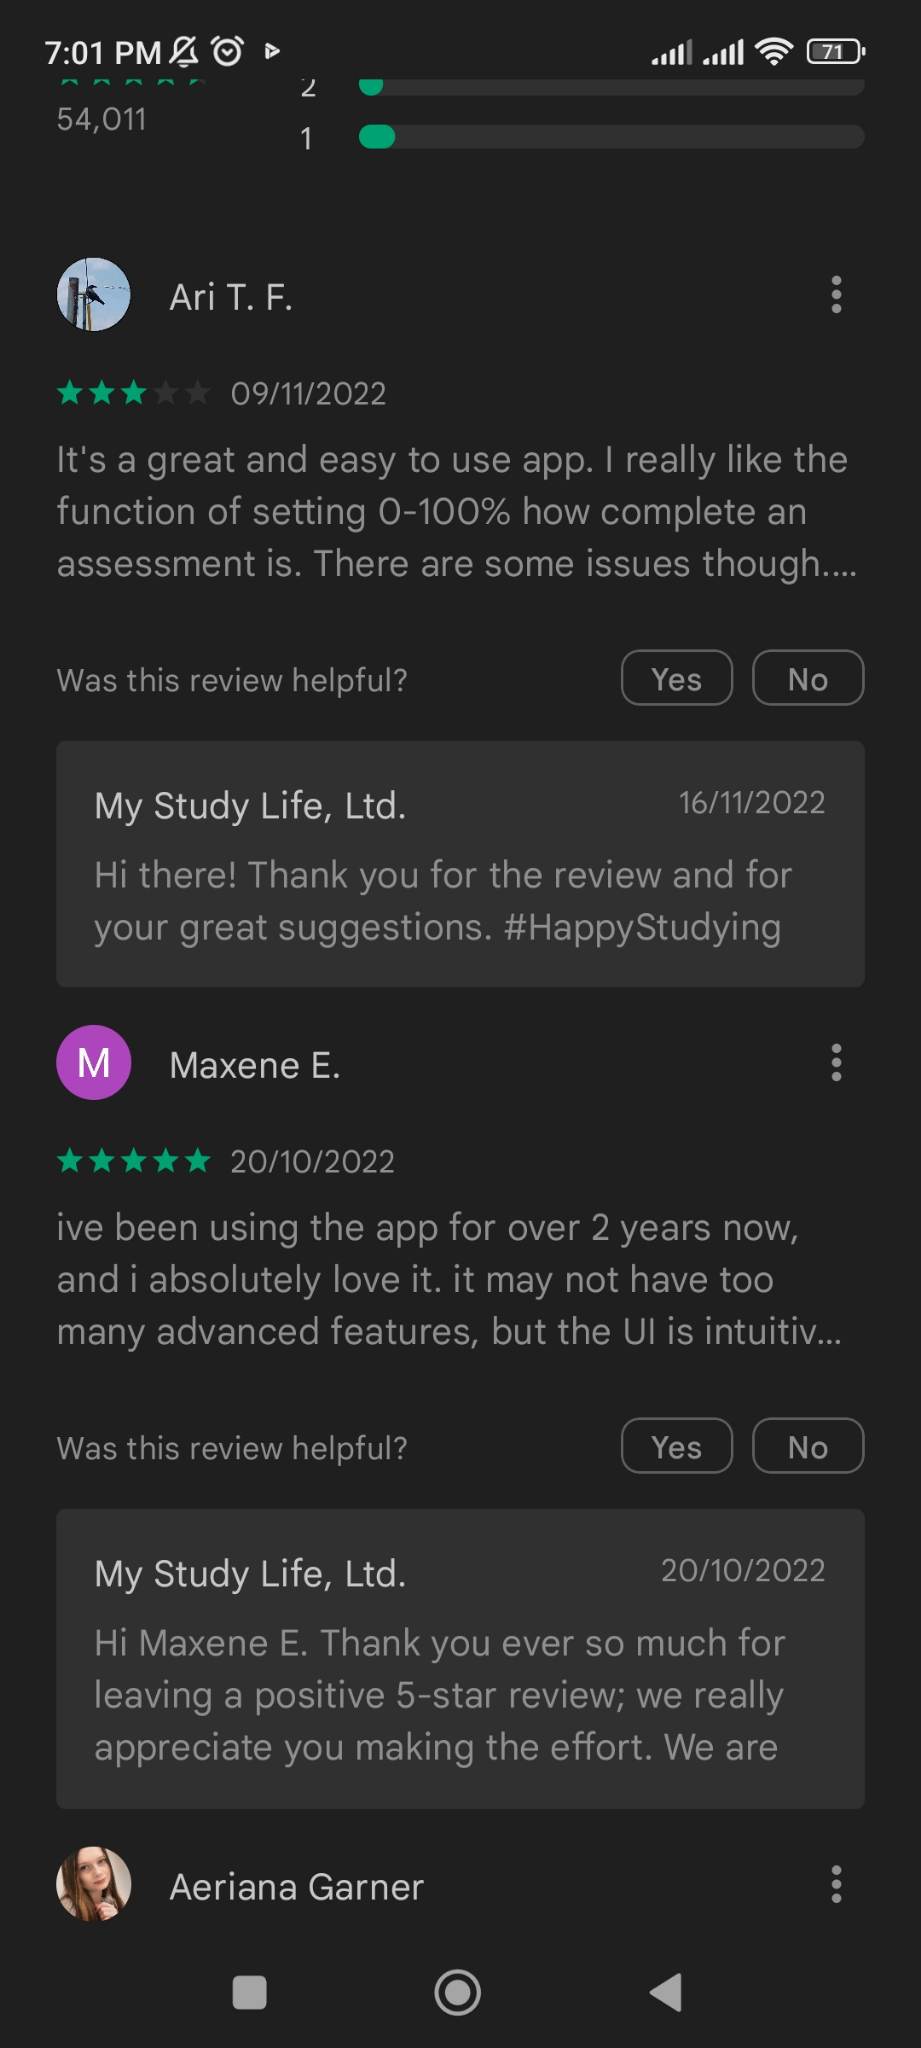 7:01 PM
71
2
54,011
1
Ari T. F.
09/11/2022
It's a great and easy to use app. I really like the
function of setting 0-100% how complete an
assessment is. There are some issues though....
Was this review helpful?
Yes
No
My Study Life, Ltd.
16/11/2022
Hi there! Thank you for the review and for
your great suggestions. #HappyStudying
M
Maxene E.
20/10/2022
ive been using the app for over 2 years now,
and i absolutely love it. it may not have too
many advanced features, but the UI is intuitiv...
Was this review helpful?
Yes
No
My Study Life, Ltd.
20/10/2022
Hi Maxene E. Thank you ever so much for
leaving a positive 5-star review; we really
appreciate you making the effort. We are
Aeriana Garner